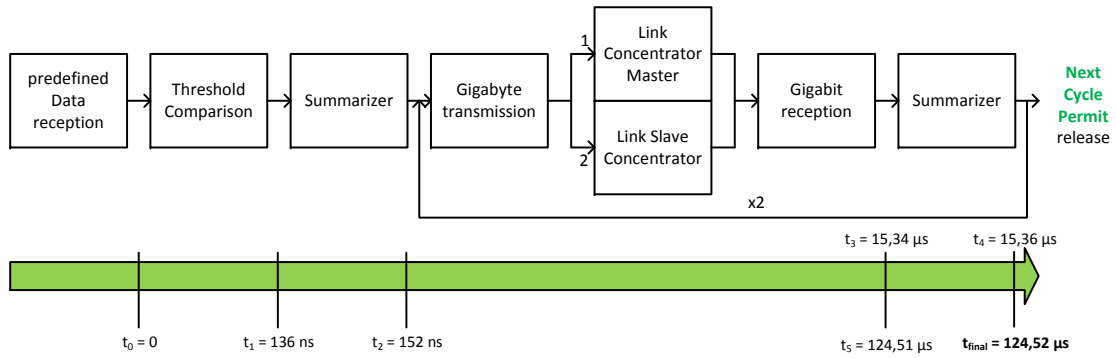 predefined
Data
reception
Threshold
Comparison
Summarizer
Gigabyte
transmission
1
Link
Concentrator
Master
2
Link Slave
Concentrator
Gigabit
reception
Summarizer
Next
Cycle
Permit
release
x2
t3 = 15,34 µs
t4 = 15,36 µs
t0 = 0
t1 = 136 ns
t2 = 152 ns
t5 = 124,51 µs
tfinal = 124,52 µs